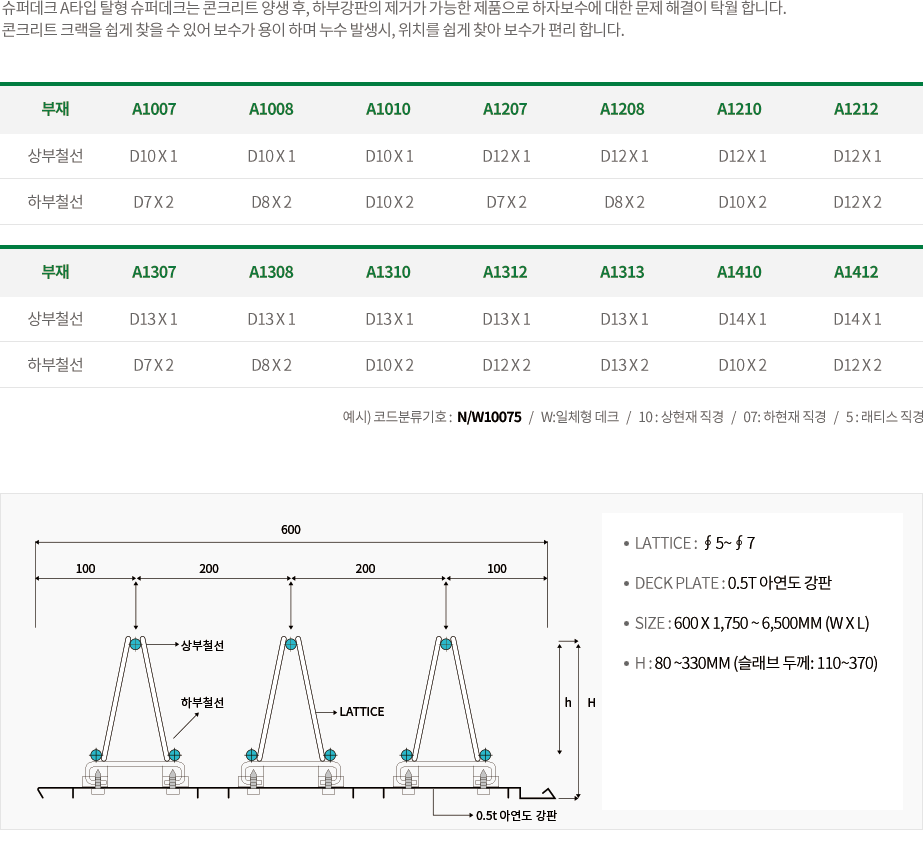 슈퍼데크 A타입 탈형 슈퍼데크는 콘크리트 양생 후, 하부강판의 제거가 가능한 제품으로 하자보수에 대한 문제 해결이 탁월 합니다.
콘크리트 크랙을 쉽게 찾을 수 있어 보수가 용이 하며 누수 발생시, 위치를 쉽게 찾아 보수가 편리 합니다.
부재 A1007 A1008 A1010 A1207 A1208 A1210 A1212
상부철선 D10 X 1 D10 X 1 D10 X 1 D12 X 1 D12 X 1 D12 X 1 D12 X 1
하부철선 D7 X 2 D8 X 2 D10 X 2 D7 X 2 D8 X 2 D10 X 2 D12 X 2
부재 A1307 A1308 A1310 A1312 A1313 A1410 A1412
상부철선 D13 X 1 D13 X 1 D13 X 1 D13 X 1 D13 X 1 D14 X 1 D14 X 1
하부철선 D7 X 2 D8 X 2 D10 X 2 D12 X 2 D13 X 2 D10 X 2 D12 X 2
예시) 코드분류기호 : N/W10075 / W:일체형 데크 / 10 : 상현재 직경 / 07: 하현재 직경 / 5 : 래티스 직경
600
100 200 200 100
상부철선
하부철선
LATTICE
h H
0.5t 아연도 강판
• LATTICE : ∮ 5~ ∮ 7
• DECK PLATE : 0.5T 아연도 강판
• SIZE : 600 X 1,750 ~ 6,500MM (W X L)
• H : 80 ~330MM (슬래브 두께: 110~370)